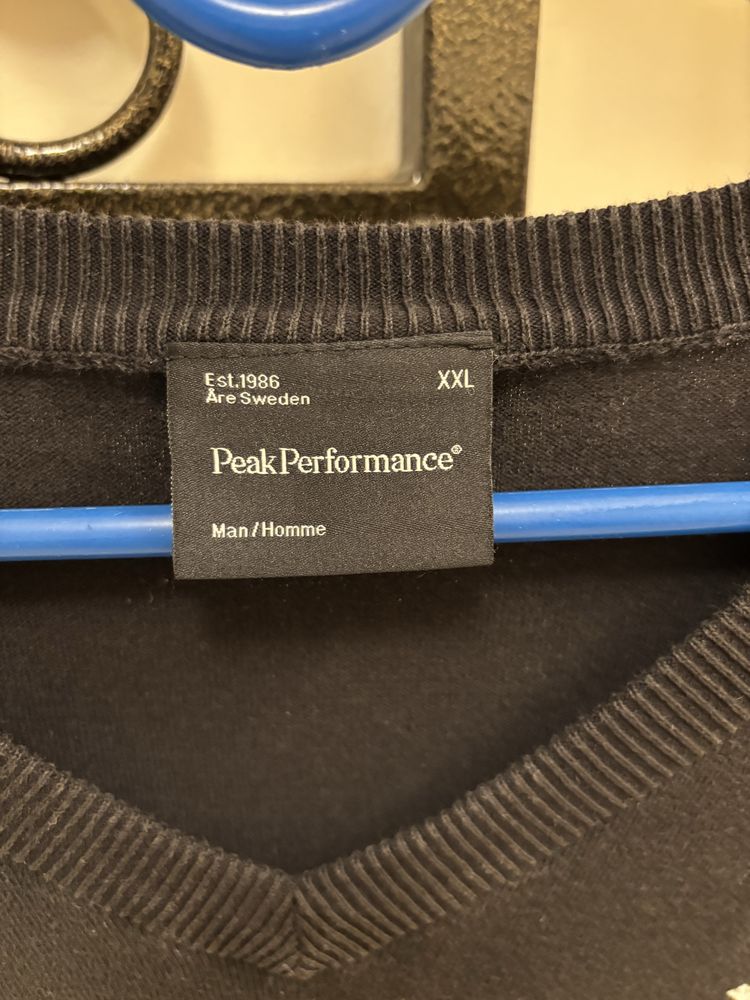 Est.1986 XXL
Åre Sweden
PeakPerformance®
Man/Homme